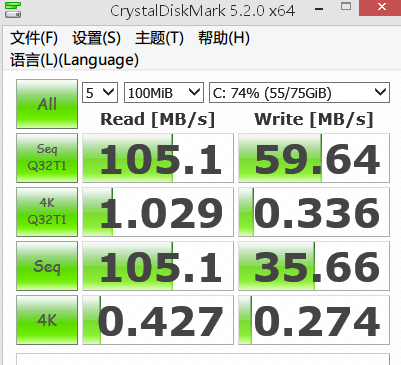 CrystalDiskMark 5.2.0 x64
文件(F) 设置(S) 主题(T) 帮助(H)
语言(L)(Language)
All 5 100MiB C: 74% (55/75GiB)
Read [MB/s] Write [MB/s]
Seq Q32T1 105.1 59.64
4K Q32T1 1.029 0.336
Seq 105.1 35.66
4K 0.427 0.274